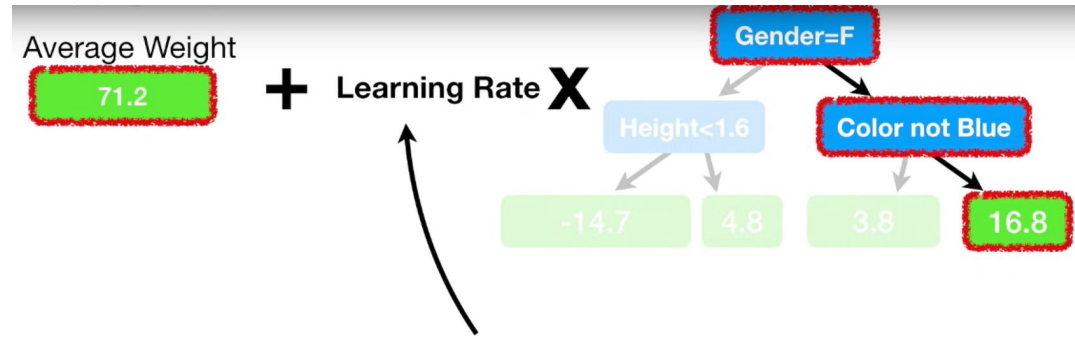 Average Weight
71.2
+ Learning Rate X
Gender=F
Height<1.6
Color not Blue
-14.7
4.8
3.8
16.8